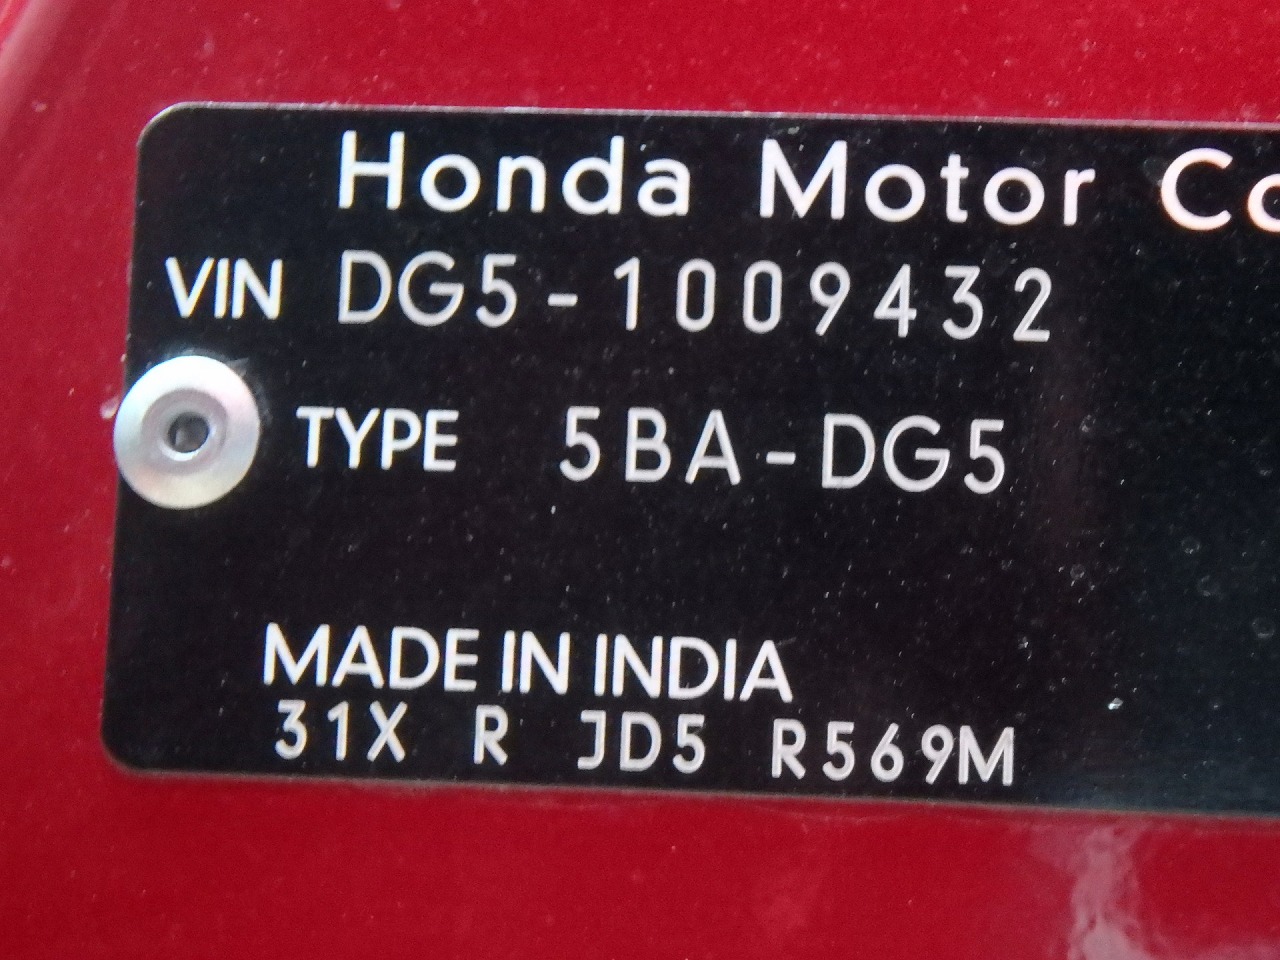 Honda Motor Co
VIN DG5-1009432
TYPE 5BA-DG5
MADE IN INDIA
31X R JD5 R569M